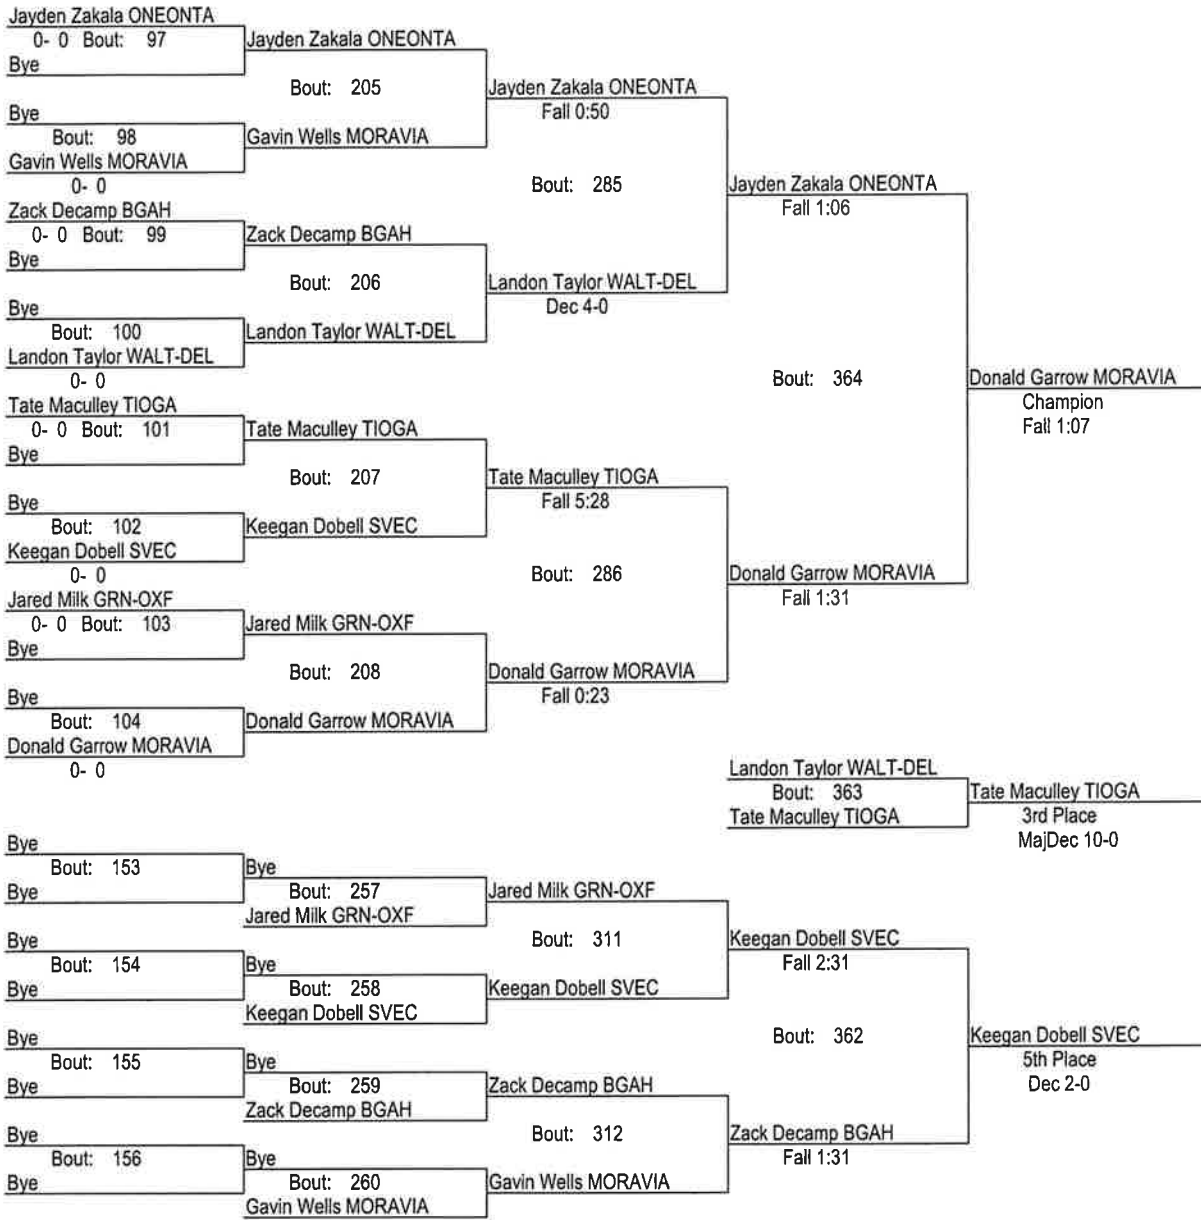 Jayden Zakala ONEONTA
0- 0 Bout: 97
Bye
Jayden Zakala ONEONTA
Bout: 205
Bye
Bout: 98
Gavin Wells MORAVIA
0- 0
Gavin Wells MORAVIA
Jayden Zakala ONEONTA
Fall 0:50
Bout: 285
Zack Decamp BGAH
0- 0 Bout: 99
Bye
Zack Decamp BGAH
Bout: 206
Bye
Bout: 100
Landon Taylor WALT-DEL
0- 0
Landon Taylor WALT-DEL
Landon Taylor WALT-DEL
Dec 4-0
Jayden Zakala ONEONTA
Fall 1:06
Bout: 364
Tate Maculley TIOGA
0- 0 Bout: 101
Bye
Tate Maculley TIOGA
Bout: 207
Bye
Bout: 102
Keegan Dobell SVEC
0- 0
Keegan Dobell SVEC
Tate Maculley TIOGA
Fall 5:28
Bout: 286
Jared Milk GRN-OXF
0- 0 Bout: 103
Bye
Jared Milk GRN-OXF
Bout: 208
Bye
Bout: 104
Donald Garrow MORAVIA
0- 0
Donald Garrow MORAVIA
Donald Garrow MORAVIA
Fall 0:23
Donald Garrow MORAVIA
Fall 1:31
Donald Garrow MORAVIA
Champion
Fall 1:07
Landon Taylor WALT-DEL
Bout: 363
Tate Maculley TIOGA
Tate Maculley TIOGA
3rd Place
MajDec 10-0
Bye
Bout: 153
Bye
Bye
Bout: 257
Jared Milk GRN-OXF
Jared Milk GRN-OXF
Bout: 311
Bye
Bout: 154
Bye
Bye
Bout: 258
Keegan Dobell SVEC
Keegan Dobell SVEC
Keegan Dobell SVEC
Fall 2:31
Bout: 362
Bye
Bout: 155
Bye
Bye
Bout: 259
Zack Decamp BGAH
Zack Decamp BGAH
Bout: 312
Bye
Bout: 156
Bye
Bye
Bout: 260
Gavin Wells MORAVIA
Gavin Wells MORAVIA
Zack Decamp BGAH
Fall 1:31
Keegan Dobell SVEC
5th Place
Dec 2-0